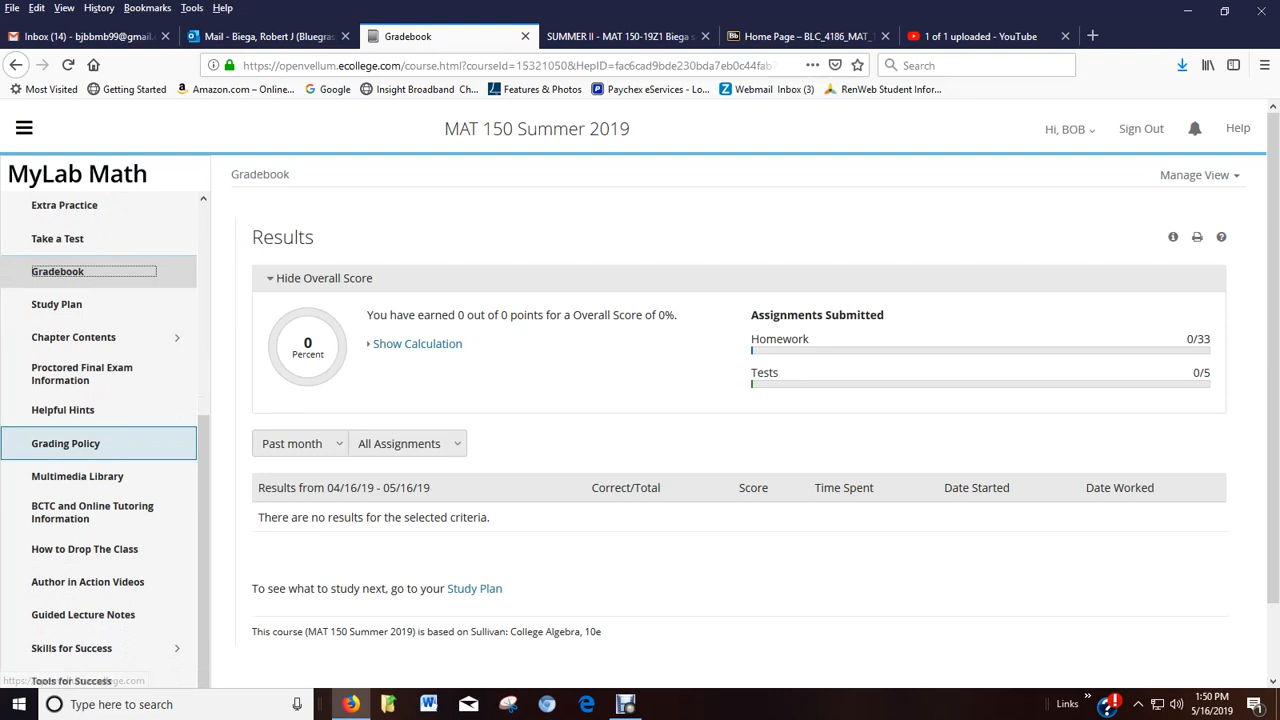 File Edit View History Bookmarks Tools Help
Inbox (14) - bjbbmb99@gmail.
Mail - Biega, Robert J (Bluegras
Gradebook
SUMMER II - MAT 150-19Z1 Biega s
Home Page – BLC_4186_MAT_
1 of 1 uploaded - YouTube
https://openvellum.ecollege.com/course.html?courseId=15321050&HepID=fac6cad9bde230bda7eb0c44fab7
Search
Most Visited
Getting Started
Amazon.com – Online...
Google
Insight Broadband Ch...
Features & Photos
Paychex eServices - Lo...
Webmail Inbox (3)
RenWeb Student Infor...
MAT 150 Summer 2019
Hi, BOB
Sign Out
Help
MyLab Math
Extra Practice
Take a Test
Gradebook
Study Plan
Chapter Contents
Proctored Final Exam
Information
Helpful Hints
Grading Policy
Multimedia Library
BCTC and Online Tutoring
Information
How to Drop The Class
Author in Action Videos
Guided Lecture Notes
Skills for Success
Tools for Success
Gradebook
Manage View
Results
Hide Overall Score
0
Percent
You have earned 0 out of 0 points for a Overall Score of 0%.
Show Calculation
Assignments Submitted
Homework 0/33
Tests 0/5
Past month
All Assignments
Results from 04/16/19 - 05/16/19 Correct/Total Score Time Spent Date Started Date Worked
There are no results for the selected criteria.
To see what to study next, go to your Study Plan
This course (MAT 150 Summer 2019) is based on Sullivan: College Algebra, 10e
Type here to search
Links
1:50 PM
5/16/2019